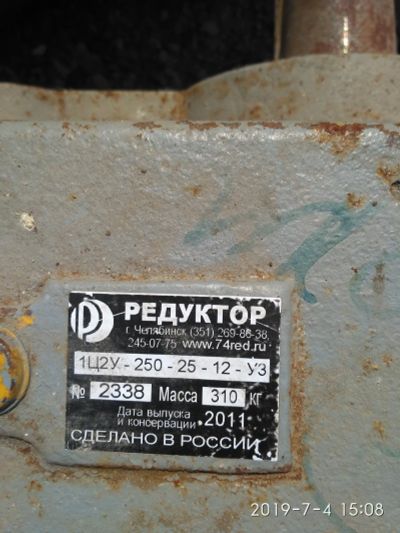 РЕДУКТОР
г. Челябинск (351) 269-86-38,
245-07-75 www.74red.ru
1Ц2У - 250 - 25 - 12 - У3
№ 2338 Масса 310 кг
Дата выпуска
и консервации 2011
СДЕЛАНО В РОССИИ
2019-7-4 15:08